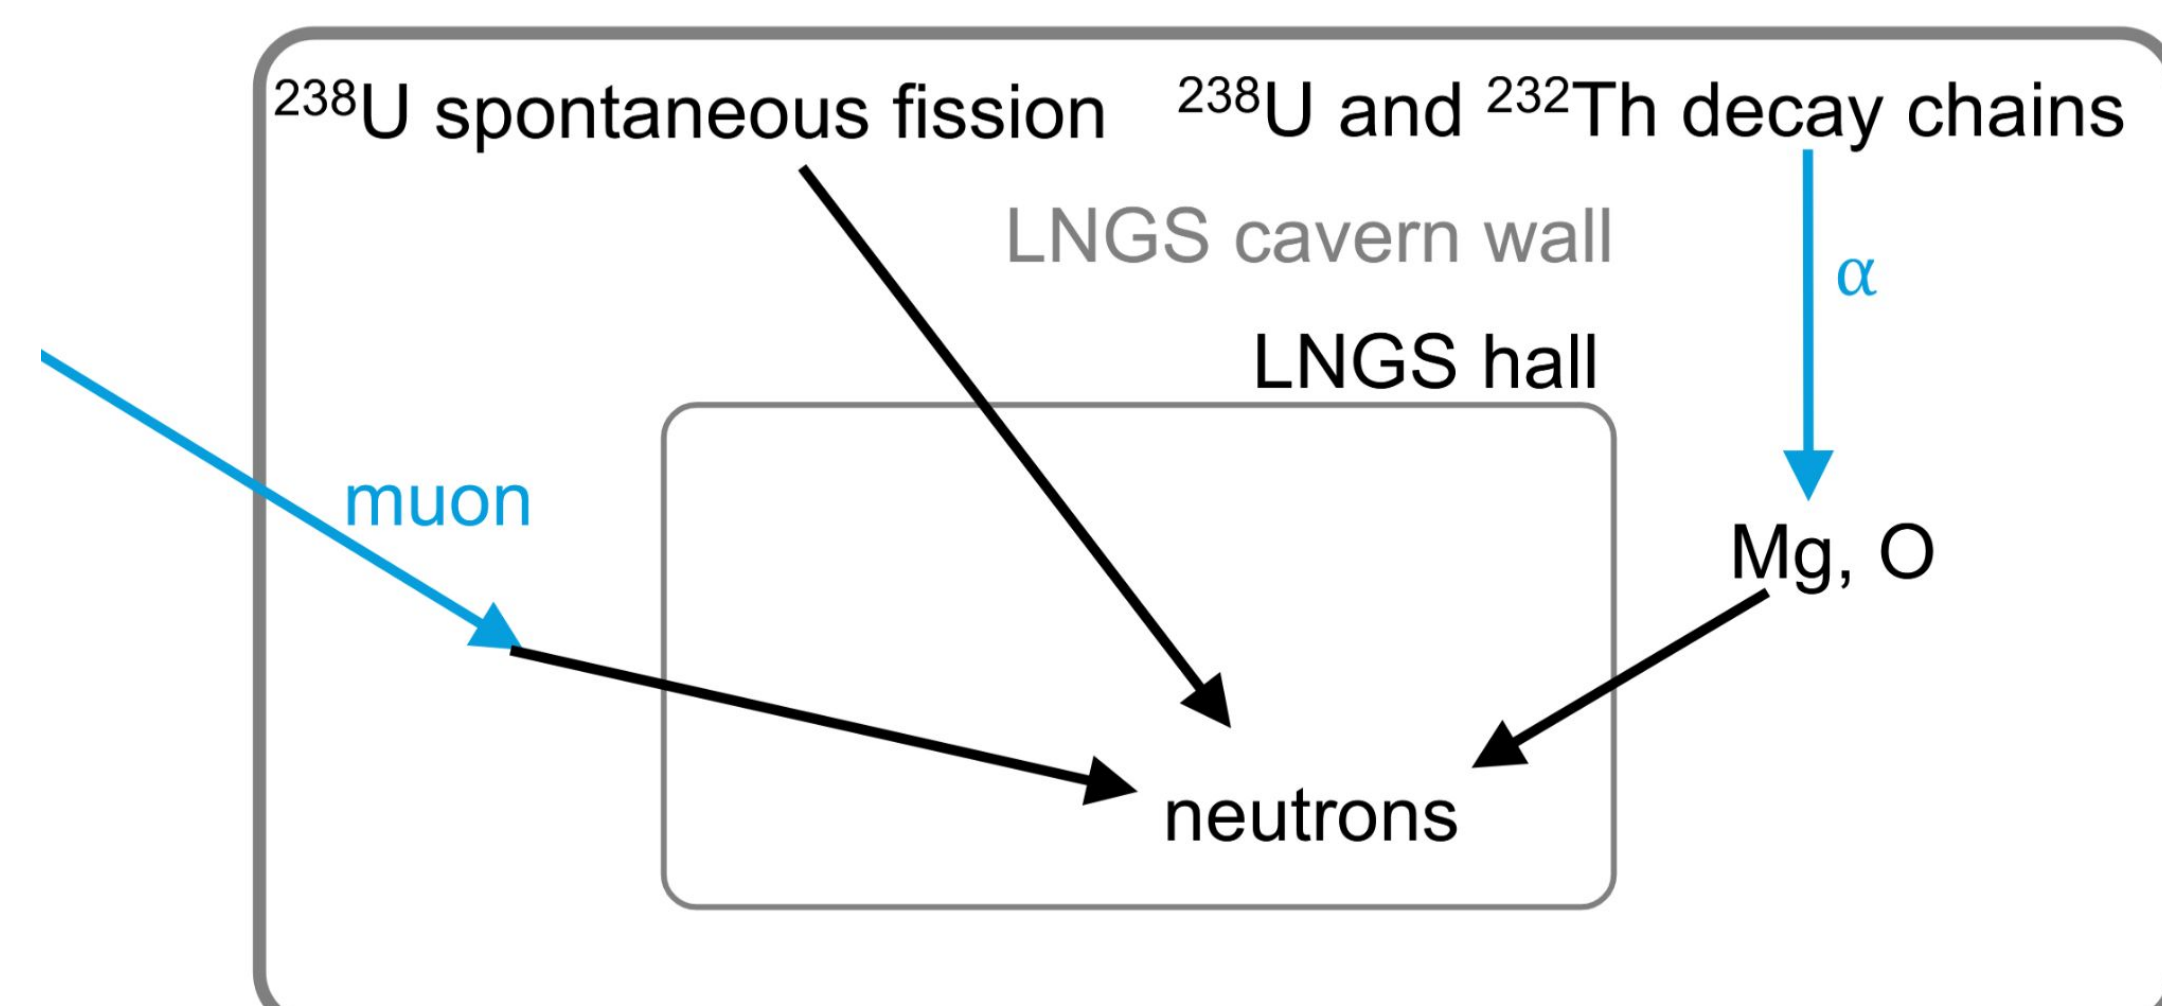 ²³⁸U spontaneous fission
²³⁸U and ²³²Th decay chains
LNGS cavern wall
α
LNGS hall
muon
Mg, O
neutrons